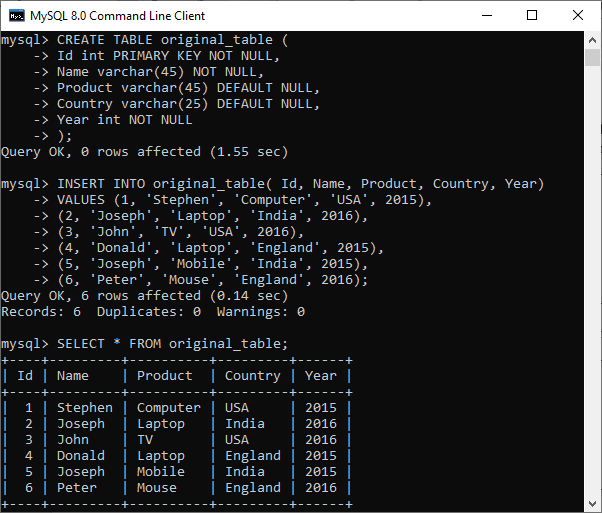 MySQL 8.0 Command Line Client
mysql> CREATE TABLE original_table (
    -> Id int PRIMARY KEY NOT NULL,
    -> Name varchar(45) NOT NULL,
    -> Product varchar(45) DEFAULT NULL,
    -> Country varchar(25) DEFAULT NULL,
    -> Year int NOT NULL
    -> );
Query OK, 0 rows affected (1.55 sec)

mysql> INSERT INTO original_table( Id, Name, Product, Country, Year)
    -> VALUES (1, 'Stephen', 'Computer', 'USA', 2015),
    -> (2, 'Joseph', 'Laptop', 'India', 2016),
    -> (3, 'John', 'TV', 'USA', 2016),
    -> (4, 'Donald', 'Laptop', 'England', 2015),
    -> (5, 'Joseph', 'Mobile', 'India', 2015),
    -> (6, 'Peter', 'Mouse', 'England', 2016);
Query OK, 6 rows affected (0.14 sec)
Records: 6  Duplicates: 0  Warnings: 0

mysql> SELECT * FROM original_table;
+----+---------+----------+---------+------+
| Id | Name    | Product  | Country | Year |
+----+---------+----------+---------+------+
|  1 | Stephen | Computer | USA     | 2015 |
|  2 | Joseph  | Laptop   | India   | 2016 |
|  3 | John    | TV       | USA     | 2016 |
|  4 | Donald  | Laptop   | England | 2015 |
|  5 | Joseph  | Mobile   | India   | 2015 |
|  6 | Peter   | Mouse    | England | 2016 |
+----+---------+----------+---------+------+